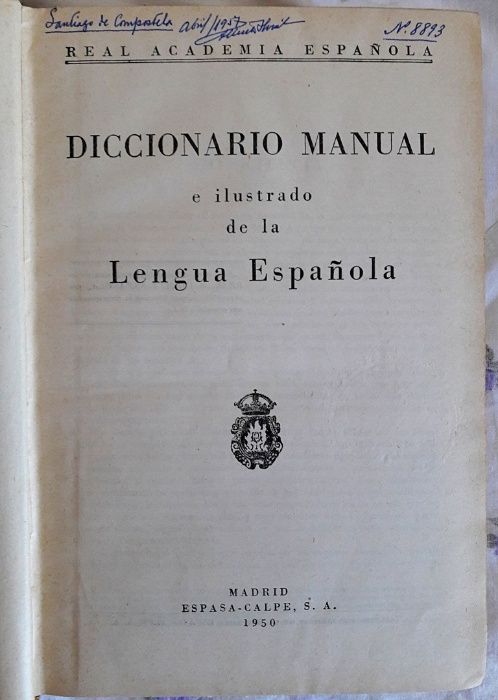 Santiago de Compostela Abril/1957
Nº 8893
REAL ACADEMIA ESPAÑOLA
DICCIONARIO MANUAL
e ilustrado
de la
Lengua Española
MADRID
ESPASA-CALPE, S. A.
1950